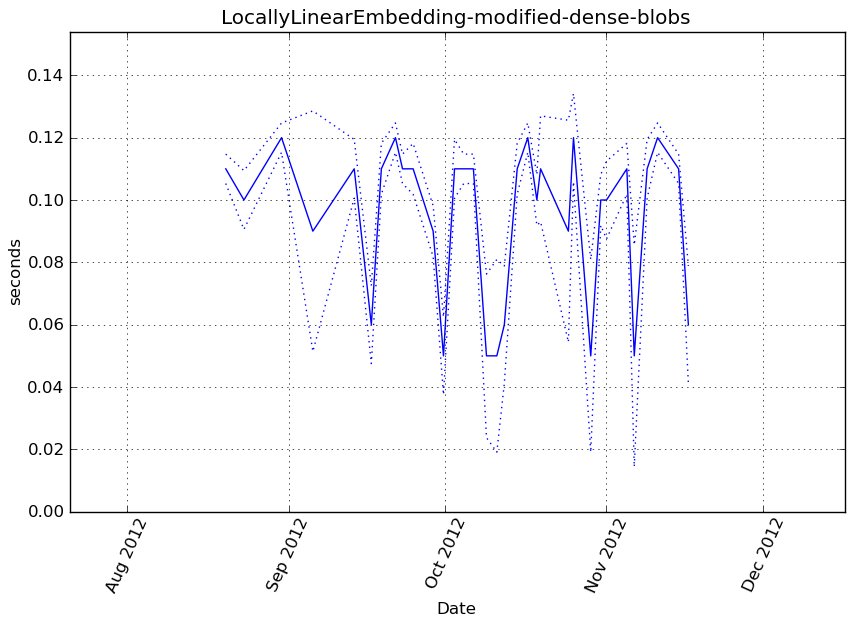 LocallyLinearEmbedding-modified-dense-blobs
0.14
0.12
0.10
0.08
0.06
0.04
0.02
0.00
seconds
Aug 2012
Sep 2012
Oct 2012
Nov 2012
Dec 2012
Date